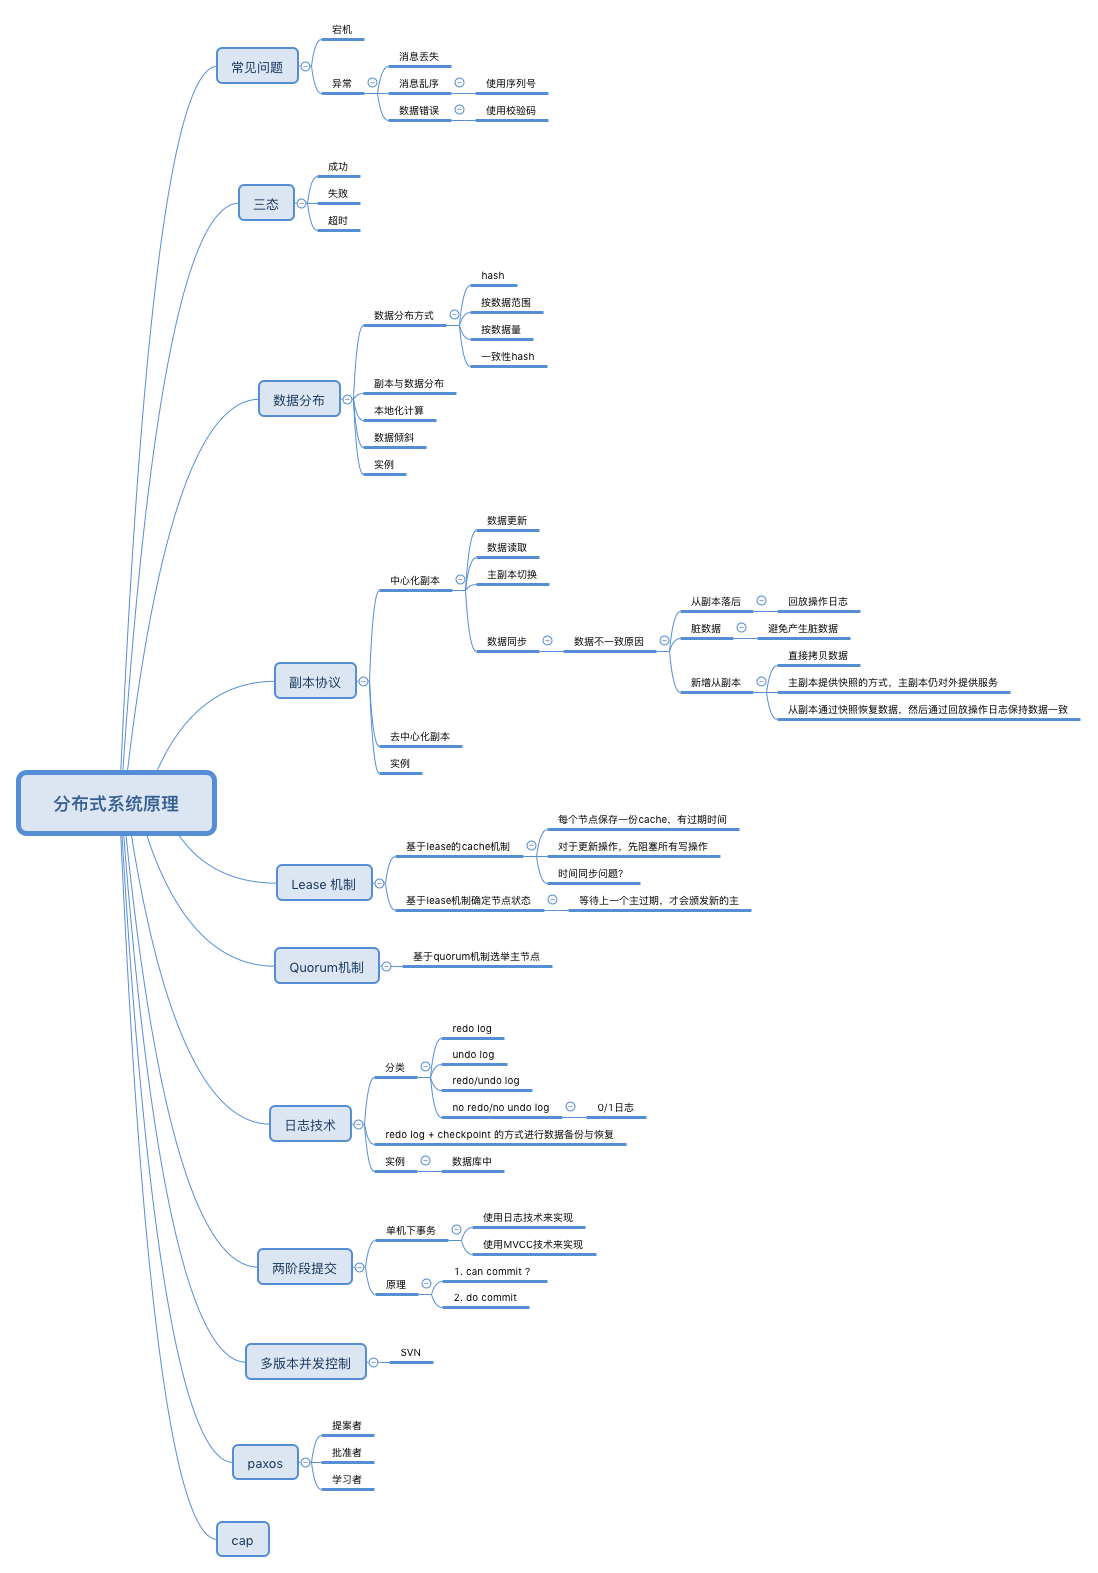 分布式系统原理
常见问题
宕机
异常
消息丢失
消息乱序
使用序列号
数据错误
使用校验码
三态
成功
失败
超时
数据分布
数据分布方式
hash
按数据范围
按数据量
一致性hash
副本与数据分布
本地化计算
数据倾斜
实例
副本协议
中心化副本
数据更新
数据读取
主副本切换
数据同步
数据不一致原因
从副本落后
回放操作日志
脏数据
避免产生脏数据
新增从副本
直接拷贝数据
主副本提供快照的方式，主副本仍对外提供服务
从副本通过快照恢复数据，然后通过回放操作日志保持数据一致
去中心化副本
实例
Lease 机制
基于lease的cache机制
每个节点保存一份cache，有过期时间
对于更新操作，先阻塞所有写操作
时间同步问题?
基于lease机制确定节点状态
等待上一个主过期，才会颁发新的主
Quorum机制
基于quorum机制选举主节点
日志技术
分类
redo log
undo log
redo/undo log
no redo/no undo log
0/1日志
redo log + checkpoint 的方式进行数据备份与恢复
实例
数据库中
两阶段提交
单机下事务
使用日志技术来实现
使用MVCC技术来实现
原理
1. can commit ?
2. do commit
多版本并发控制
SVN
paxos
提案者
批准者
学习者
cap